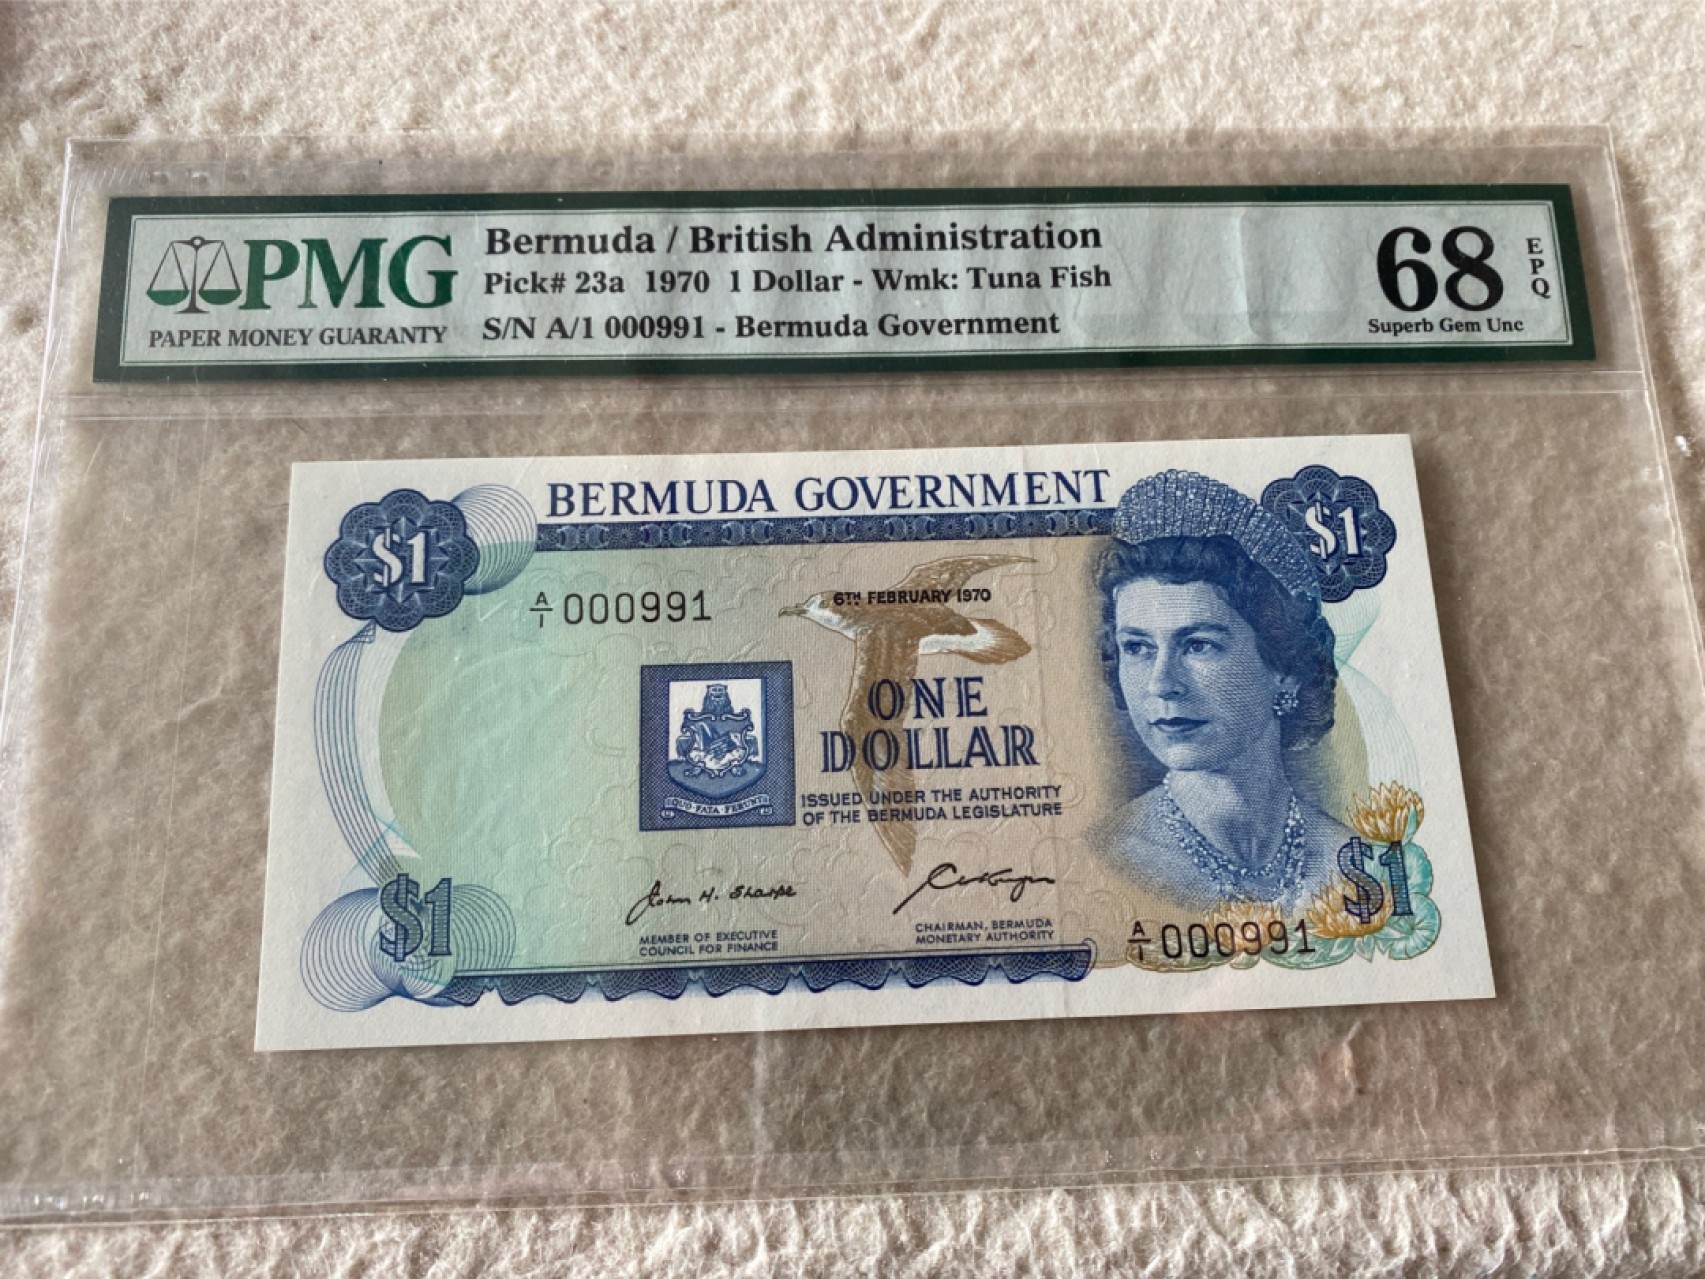 PMG
PAPER MONEY GUARANTY
Bermuda / British Administration
Pick# 23a 1970 1 Dollar - Wmk: Tuna Fish
S/N A/1 000991 - Bermuda Government
68
EPQ
Superb Gem Unc
BERMUDA GOVERNMENT
$1
$1
A/1 000991
6TH FEBRUARY 1970
ONE
DOLLAR
ISSUED UNDER THE AUTHORITY
OF THE BERMUDA LEGISLATURE
QUO FATA FERUNT
John H. Sharpe
MEMBER OF EXECUTIVE
COUNCIL FOR FINANCE
CHAIRMAN, BERMUDA
MONETARY AUTHORITY
$1
$1
A/1 000991